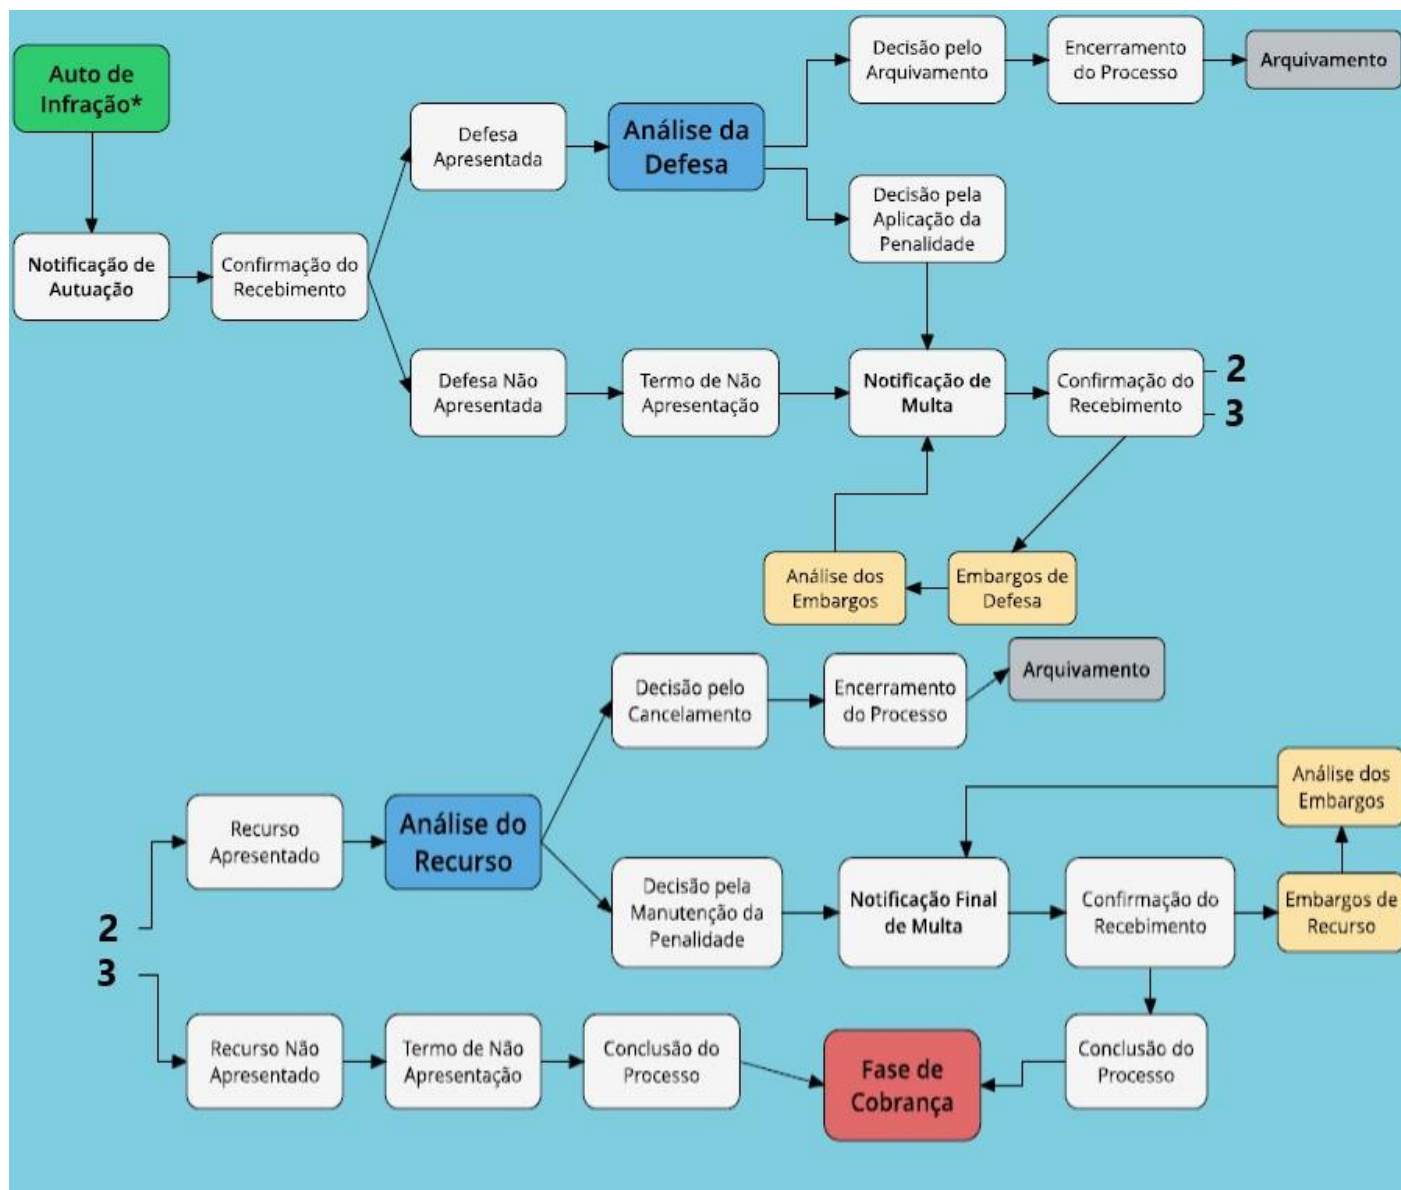 Auto de
Infração*
Notificação de
Autuação
Confirmação do
Recebimento
Defesa
Apresentada
Análise da
Defesa
Decisão pelo
Arquivamento
Encerramento
do Processo
Arquivamento
Decisão pela
Aplicação da
Penalidade
Defesa Não
Apresentada
Termo de Não
Apresentação
Notificação de
Multa
Confirmação do
Recebimento
2
3
Análise dos
Embargos
Embargos de
Defesa
Decisão pelo
Cancelamento
Encerramento
do Processo
Arquivamento
2
Recurso
Apresentado
Análise do
Recurso
Decisão pela
Manutenção da
Penalidade
Notificação Final
de Multa
Confirmação do
Recebimento
Análise dos
Embargos
Embargos de
Recurso
3
Recurso Não
Apresentado
Termo de Não
Apresentação
Conclusão do
Processo
Fase de
Cobrança
Conclusão do
Processo